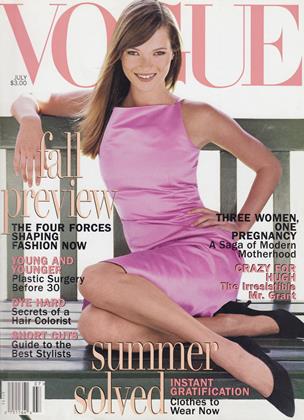 VOGUE
JULY
$3.00
fall
preview
THE FOUR FORCES
SHAPING
FASHION NOW
YOUNG AND
YOUNGER
Plastic Surgery
Before 30
DYE HARD
Secrets of a
Hair Colorist
SHORT CUTS
Guide to the
Best Stylists
THREE WOMEN,
ONE
PREGNANCY
A Saga of Modern
Motherhood
CRAZY FOR
HUGH
The Irresistible
Mr. Grant
summer
solved
INSTANT
GRATIFICATION
Clothes to
Wear Now